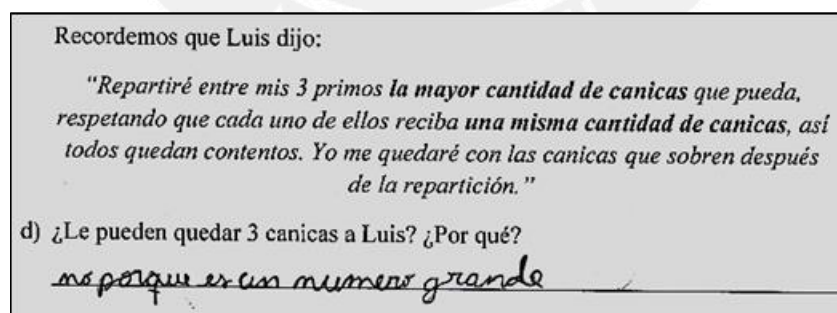 Recordemos que Luis dijo:
“Repartiré entre mis 3 primos la mayor cantidad de canicas que pueda,
respetando que cada uno de ellos reciba una misma cantidad de canicas, así
todos quedan contentos. Yo me quedaré con las canicas que sobren después
de la repartición.”
d) ¿Le pueden quedar 3 canicas a Luis? ¿Por qué?
no porque es un numero grande